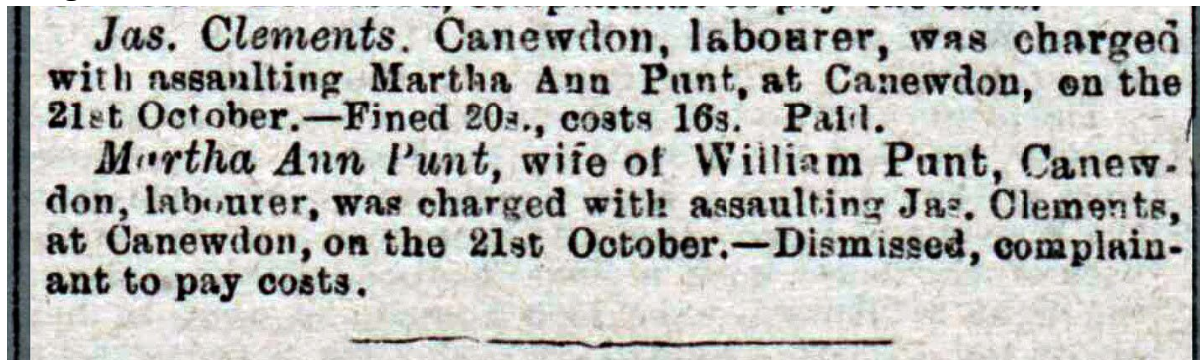 Jas. Clements. Canewdon, labourer, was charged
with assaulting Martha Ann Punt, at Canewdon, on the
21st October.—Fined 20s., costs 16s. Paid.
Martha Ann Punt, wife of William Punt, Canew-
don, labourer, was charged with assaulting Jas. Clements,
at Canewdon, on the 21st October.—Dismissed, complain-
ant to pay costs.